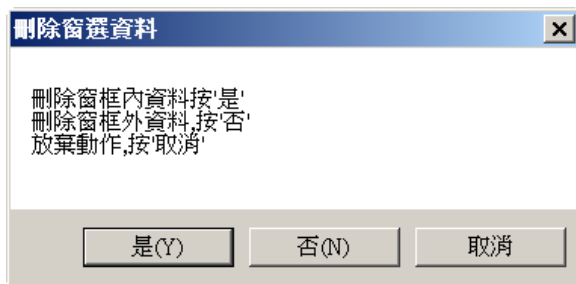 刪除窗選資料
刪除窗框內資料按'是'
刪除窗框外資料,按'否'
放棄動作,按'取消'
是(Y)
否(N)
取消